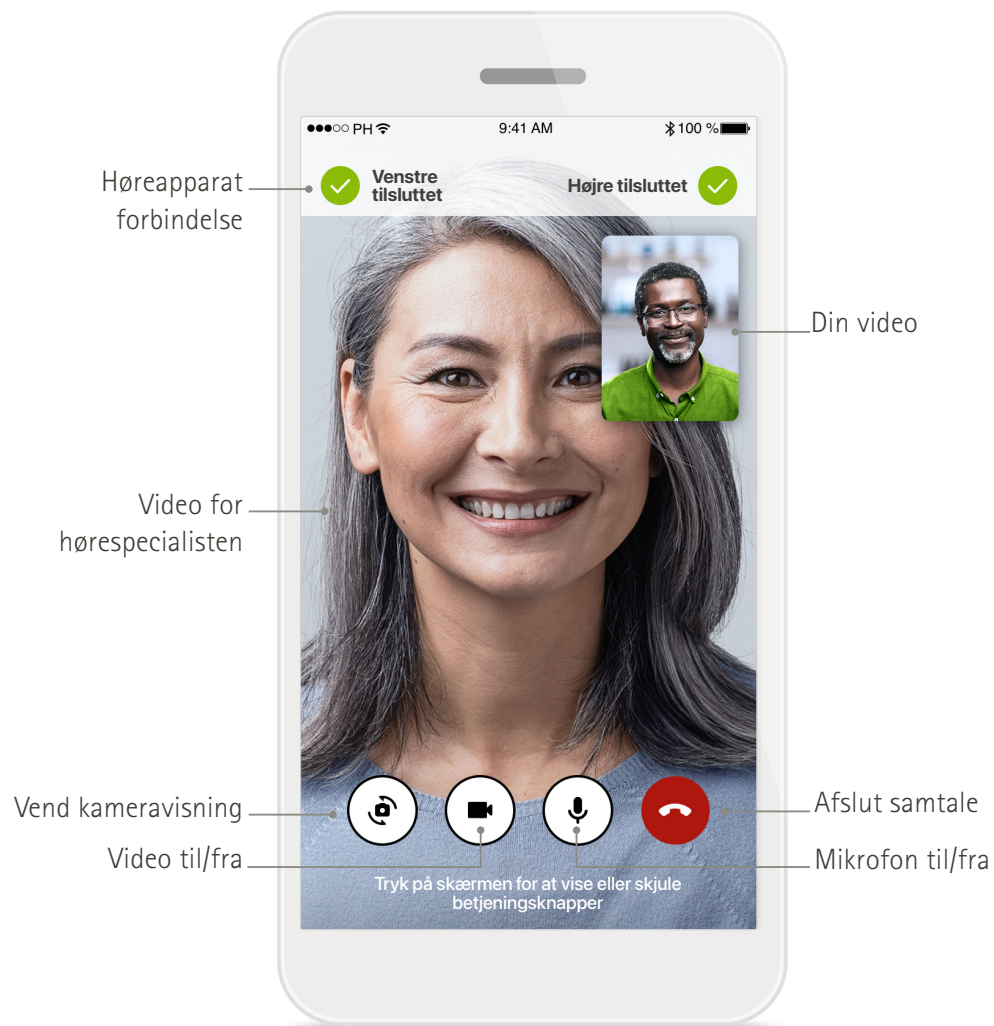 PH
9:41 AM
100 %
Venstre
tilsluttet
Højre tilsluttet
Høreapparat
forbindelse
Din video
Video for
hørespecialisten
Vend kameravisning
Afslut samtale
Video til/fra
Mikrofon til/fra
Tryk på skærmen for at vise eller skjule
betjeningsknapper